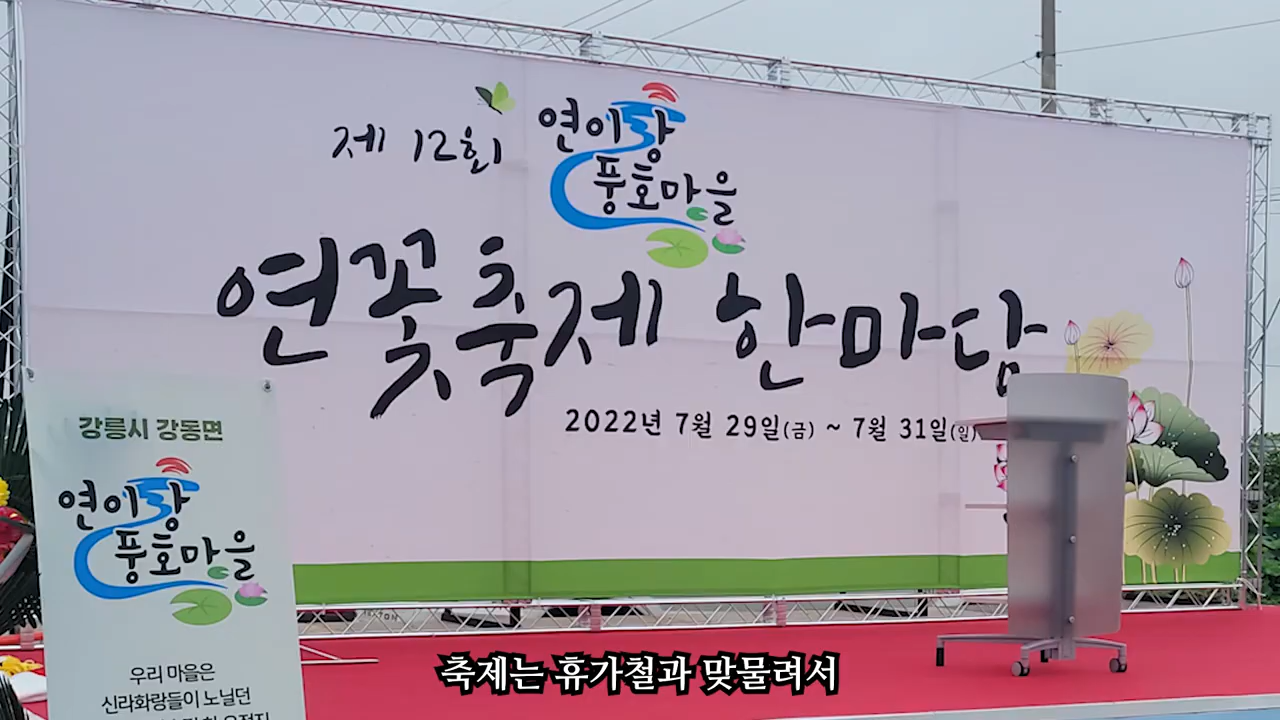 제 12회
연이랑
풍호마을
연꽃축제 한마당
2022년 7월 29일(금) ~ 7월 31일(일)
강릉시 강동면
연이랑
풍호마을
우리 마을은
신라화랑들이 노닐던
축제는 휴가철과 맞물려서